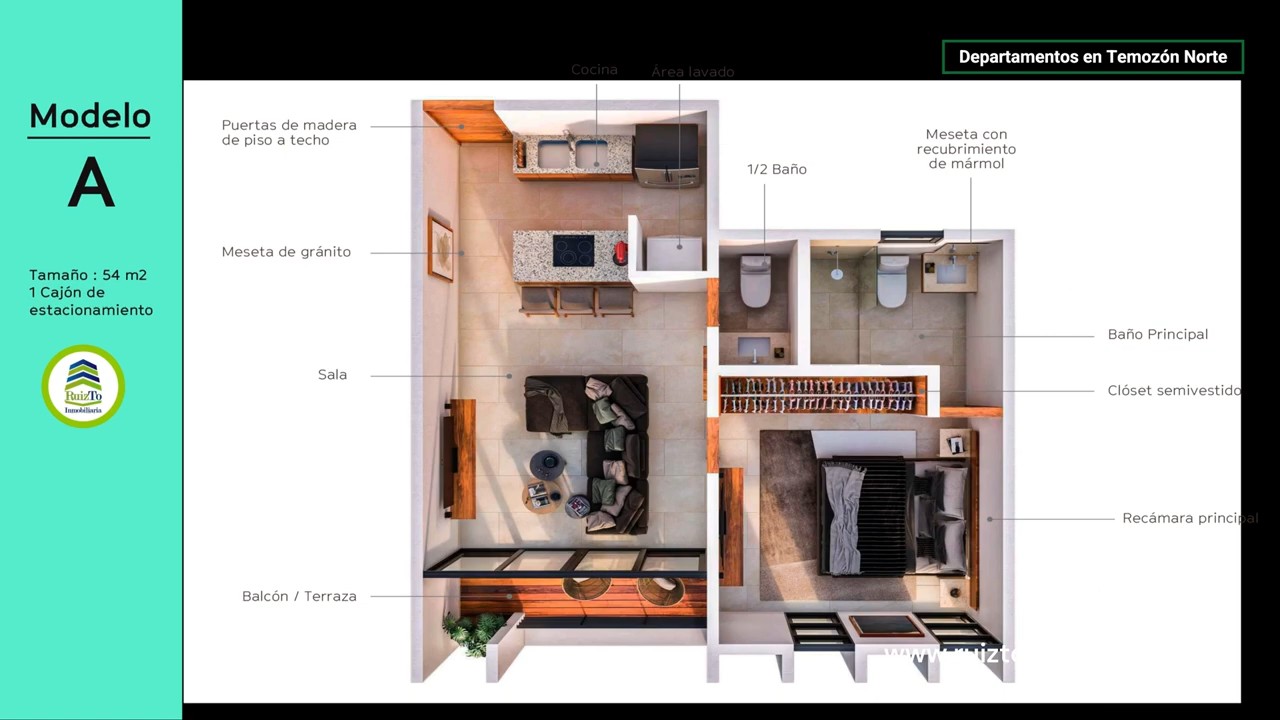 Departamentos en Temozón Norte
Modelo
A
Tamaño : 54 m2
1 Cajón de
estacionamiento
RuizTo
Inmobiliaria
Cocina
Área lavado
Puertas de madera
de piso a techo
Meseta con
recubrimiento
de mármol
1/2 Baño
Meseta de gránito
Baño Principal
Sala
Clóset semivestido
Recámara principal
Balcón / Terraza